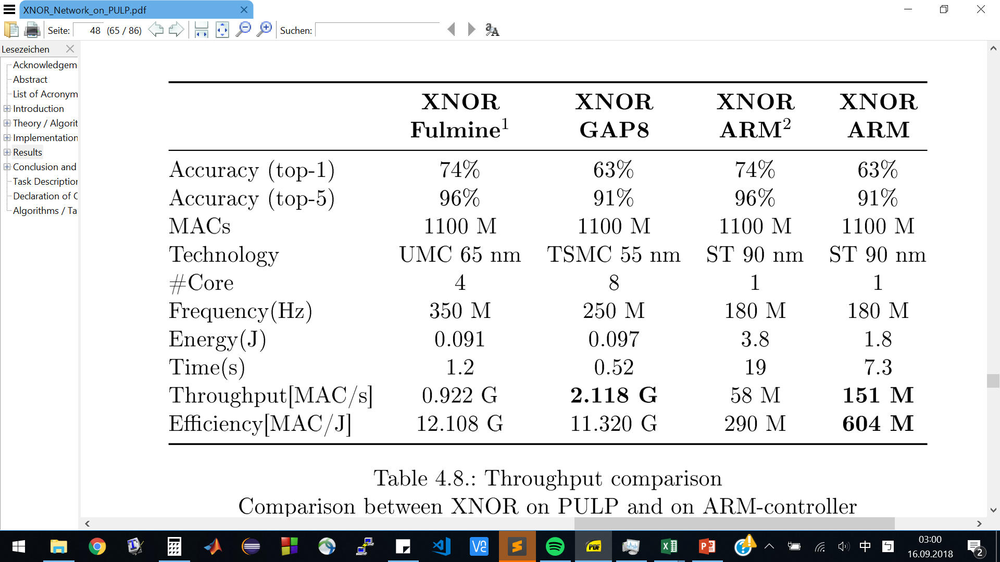 XNOR_Network_on_PULP.pdf
Seite: 48 (65 / 86) Suchen:
Lesezeichen
Acknowledgem
Abstract
List of Acronym
Introduction
Theory / Algorit
Implementation
Results
Conclusion and
Task Description
Declaration of C
Algorithms / Ta
XNOR XNOR XNOR XNOR
Fulmine¹ GAP8 ARM² ARM
Accuracy (top-1) 74% 63% 74% 63%
Accuracy (top-5) 96% 91% 96% 91%
MACs 1100 M 1100 M 1100 M 1100 M
Technology UMC 65 nm TSMC 55 nm ST 90 nm ST 90 nm
#Core 4 8 1 1
Frequency(Hz) 350 M 250 M 180 M 180 M
Energy(J) 0.091 0.097 3.8 1.8
Time(s) 1.2 0.52 19 7.3
Throughput[MAC/s] 0.922 G 2.118 G 58 M 151 M
Efficiency[MAC/J] 12.108 G 11.320 G 290 M 604 M
Table 4.8.: Throughput comparison
Comparison between XNOR on PULP and on ARM-controller
PDF
中
ㄅ
03:00
16.09.2018
2